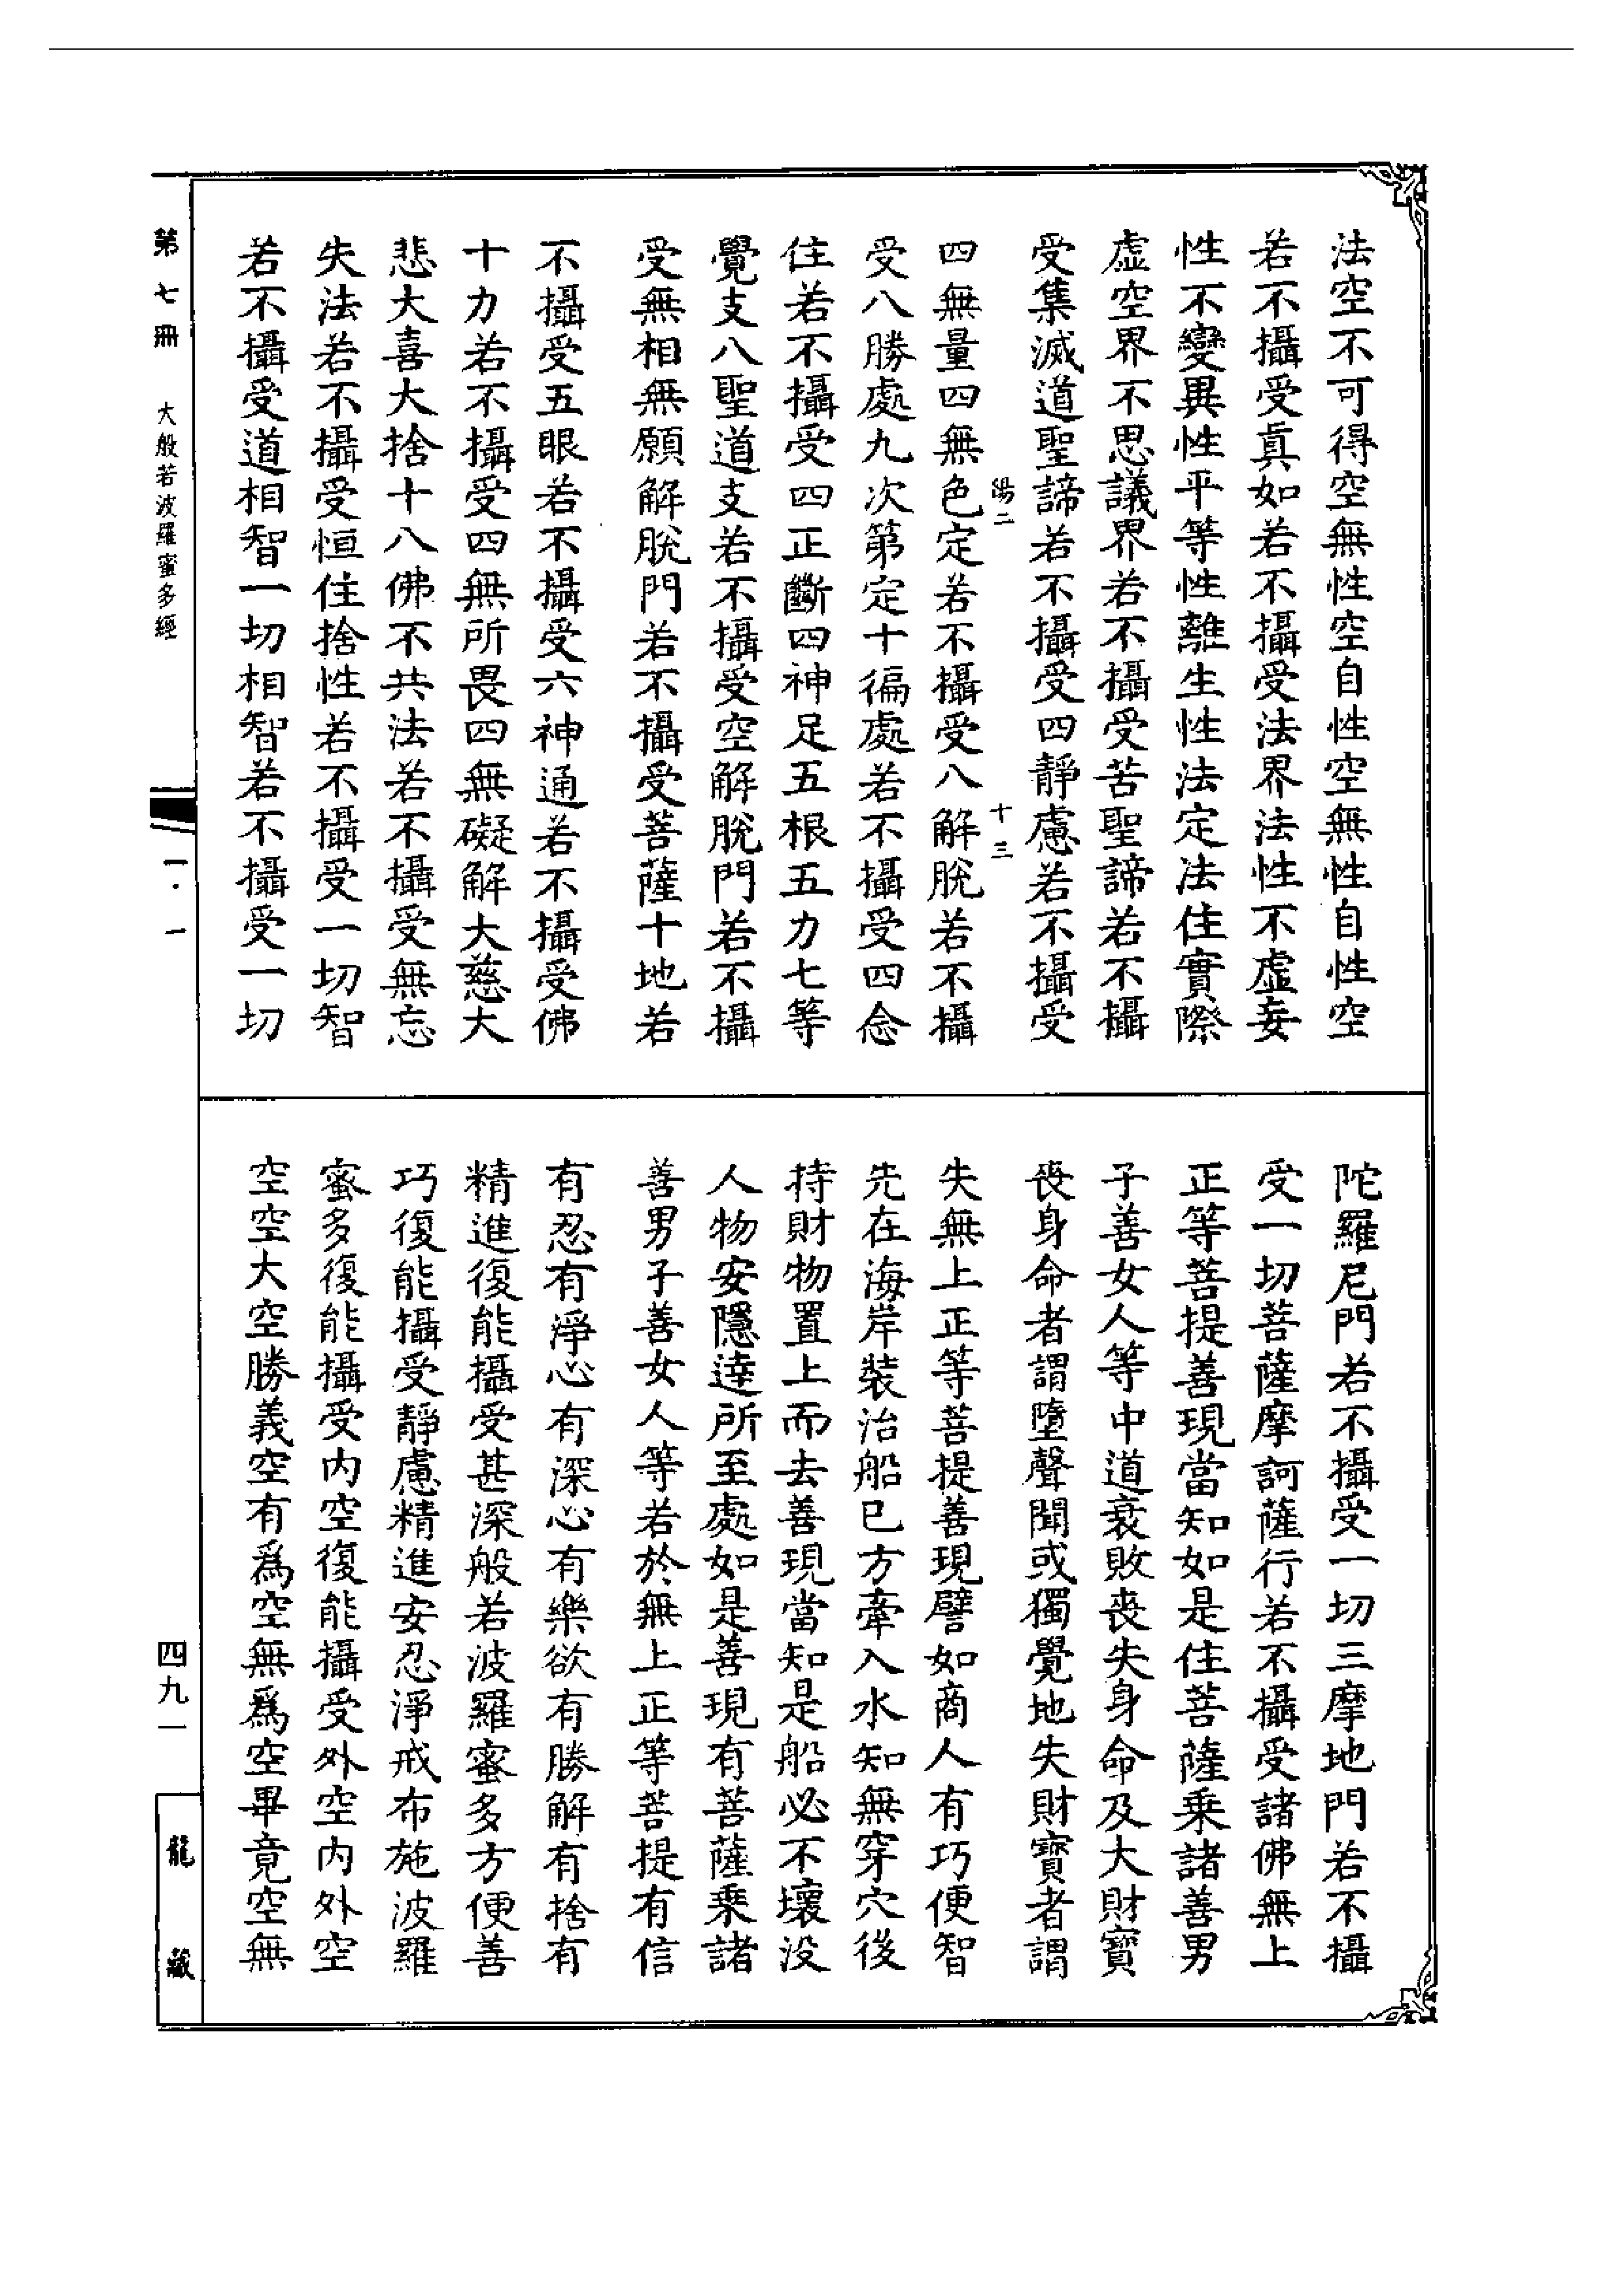 法空不可得空無性空自性空無性自性空
若不攝受真如若不攝受法界法性不虛妄
性不變異性平等性離生性法定法住實際
虛空界不思議界若不攝受苦聖諦若不攝
受集滅道聖諦若不攝受四靜慮若不攝受
陽二 十三
四無量四無色定若不攝受八解脫若不攝
受八勝處九次第定十徧處若不攝受四念
住若不攝受四正斷四神足五根五力七等
覺支八聖道支若不攝受空解脫門若不攝
受無相無願解脫門若不攝受菩薩十地若
不攝受五眼若不攝受六神通若不攝受佛
十力若不攝受四無所畏四無礙解大慈大
悲大喜大捨十八佛不共法若不攝受無忘
失法若不攝受恒住捨性若不攝受一切智
若不攝受道相智一切相智若不攝受一切
陀羅尼門若不攝受一切三摩地門若不攝
受一切菩薩摩訶薩行若不攝受諸佛無上
正等菩提善現當知如是住菩薩乘諸善男
子善女人等中道衰敗喪失身命及大財寶
喪身命者謂墮聲聞或獨覺地失財寶者謂
失無上正等菩提善現譬如商人有巧便智
先在海岸裝治船已方牽入水知無穿穴後
持財物置上而去善現當知是船必不壞没
人物安隱達所至處如是善現有菩薩乘諸
善男子善女人等若於無上正等菩提有信
有忍有淨心有深心有樂欲有勝解有捨有
精進復能攝受甚深般若波羅蜜多方便善
巧復能攝受靜慮精進安忍淨戒布施波羅
蜜多復能攝受內空復能攝受外空內外空
空空大空勝義空有爲空無爲空畢竟空無
第七冊 大般若波羅蜜多經
一·一
四九一
龍藏